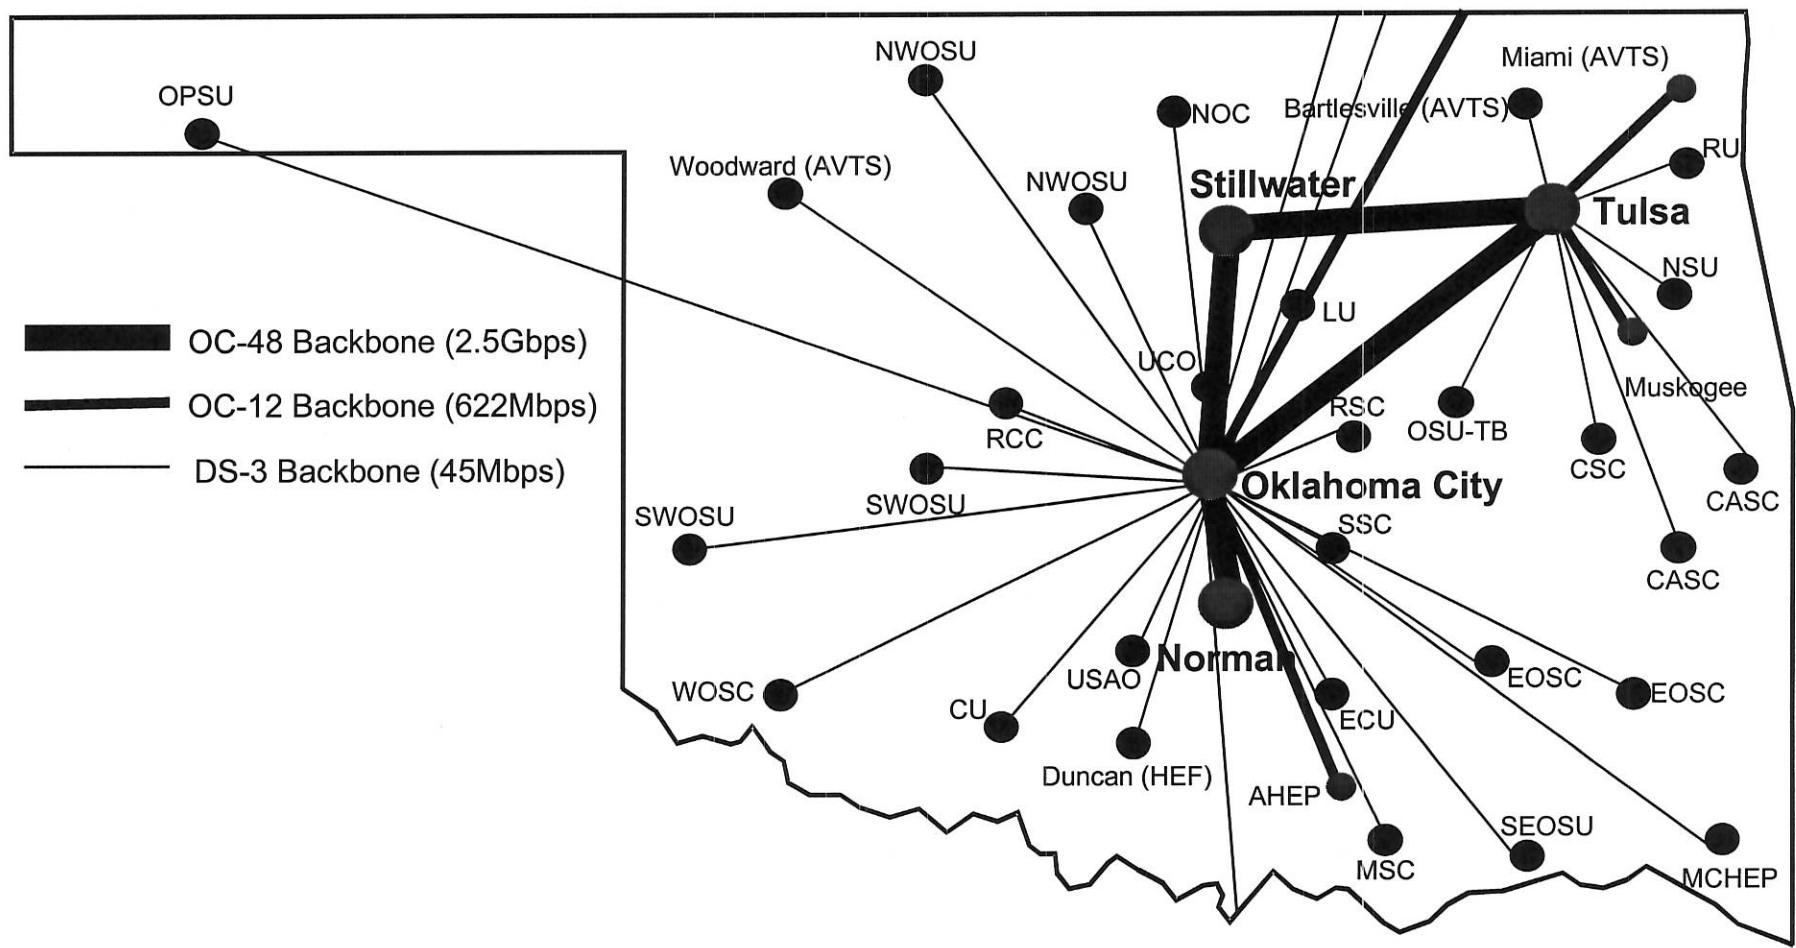 NWOSU
Miami (AVTS)
OPSU
NOC
Bartlesville (AVTS)
RU
Woodward (AVTS)
NWOSU
Stillwater
Tulsa
NSU
LU
OC-48 Backbone (2.5Gbps)
UCO
Muskogee
OC-12 Backbone (622Mbps)
RSC
RCC
OSU-TB
DS-3 Backbone (45Mbps)
CSC
Oklahoma City
SWOSU
CASC
SWOSU
SSC
CASC
Norman
USAO
EOSC
WOSC
EOSC
CU
ECU
Duncan (HEF)
AHEP
SEOSU
MSC
MCHEP